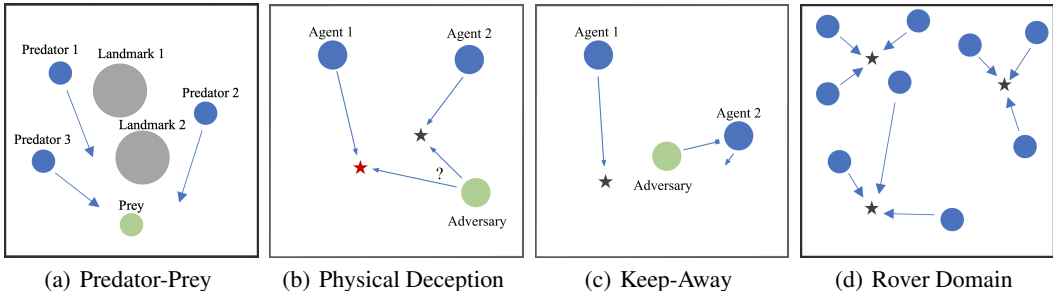 Predator 1
Landmark 1
Predator 2
Landmark 2
Predator 3
Prey
(a) Predator-Prey
Agent 1
Agent 2
?
Adversary
(b) Physical Deception
Agent 1
Agent 2
Adversary
(c) Keep-Away
(d) Rover Domain